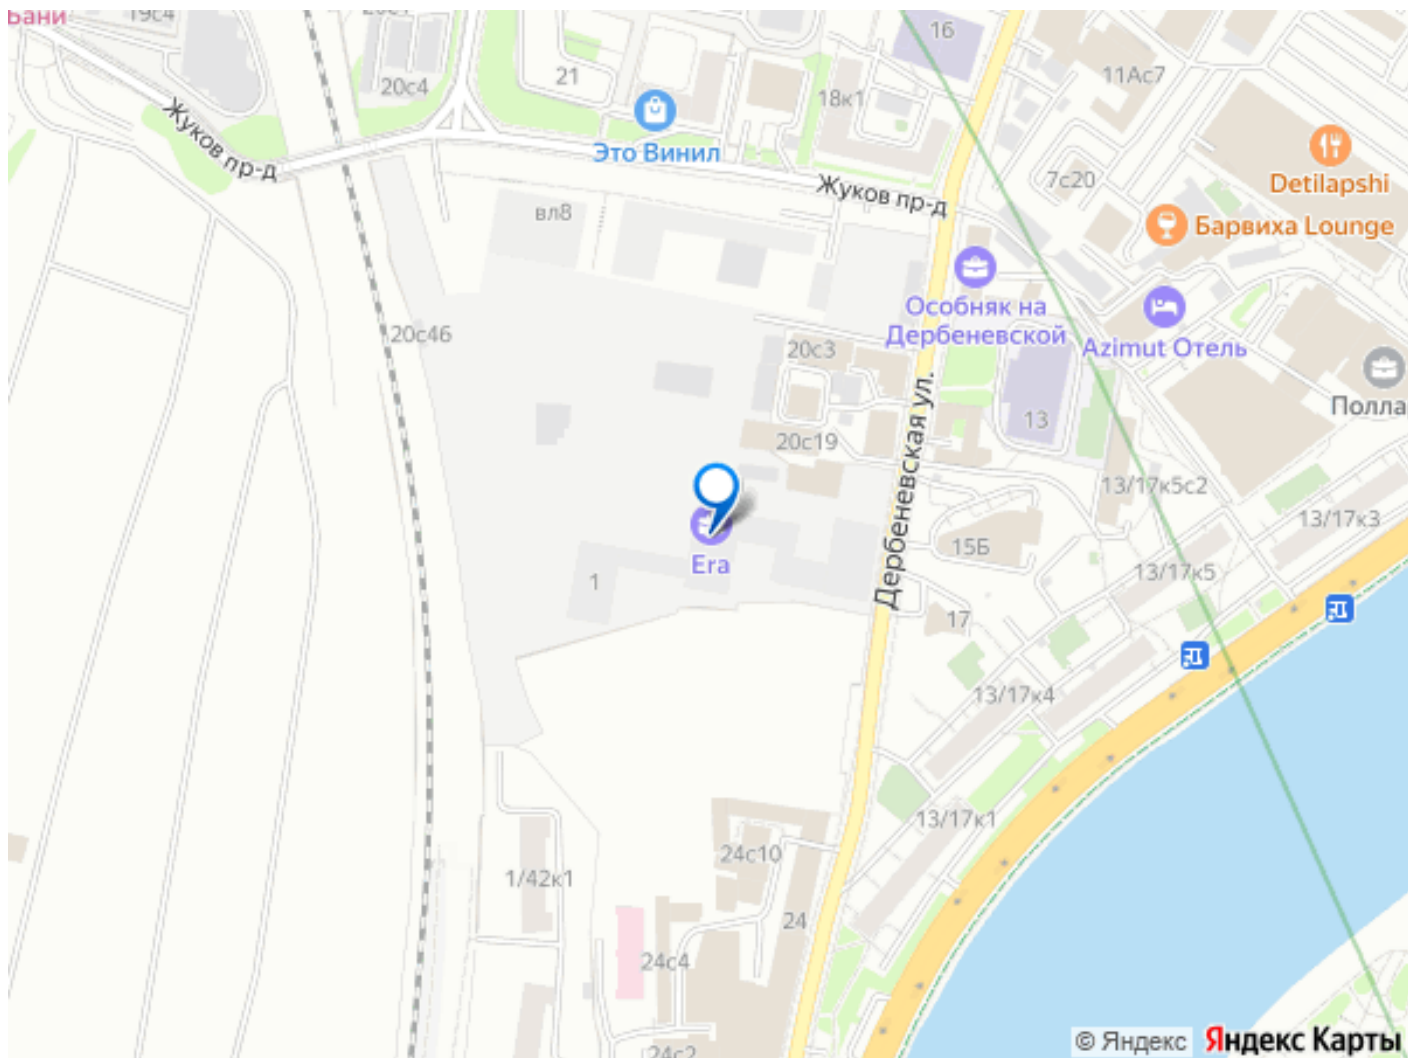 Бани
19с4
20с4
21
16
11Ас7
18к1
Это Винил
Жуков пр-д
Detilapshi
7с20
Жуков пр-д
вл8
Барвиха Lounge
Особняк на
Дербеневской
Azimut Отель
20с46
20с3
Полла
13
20с19
Дербеневская ул.
13/17к5с2
13/17к3
15Б
Era
1
13/17к5
17
13/17к4
13/17к1
24с10
1/42к1
24
24с4
24с2
© Яндекс Яндекс Карты